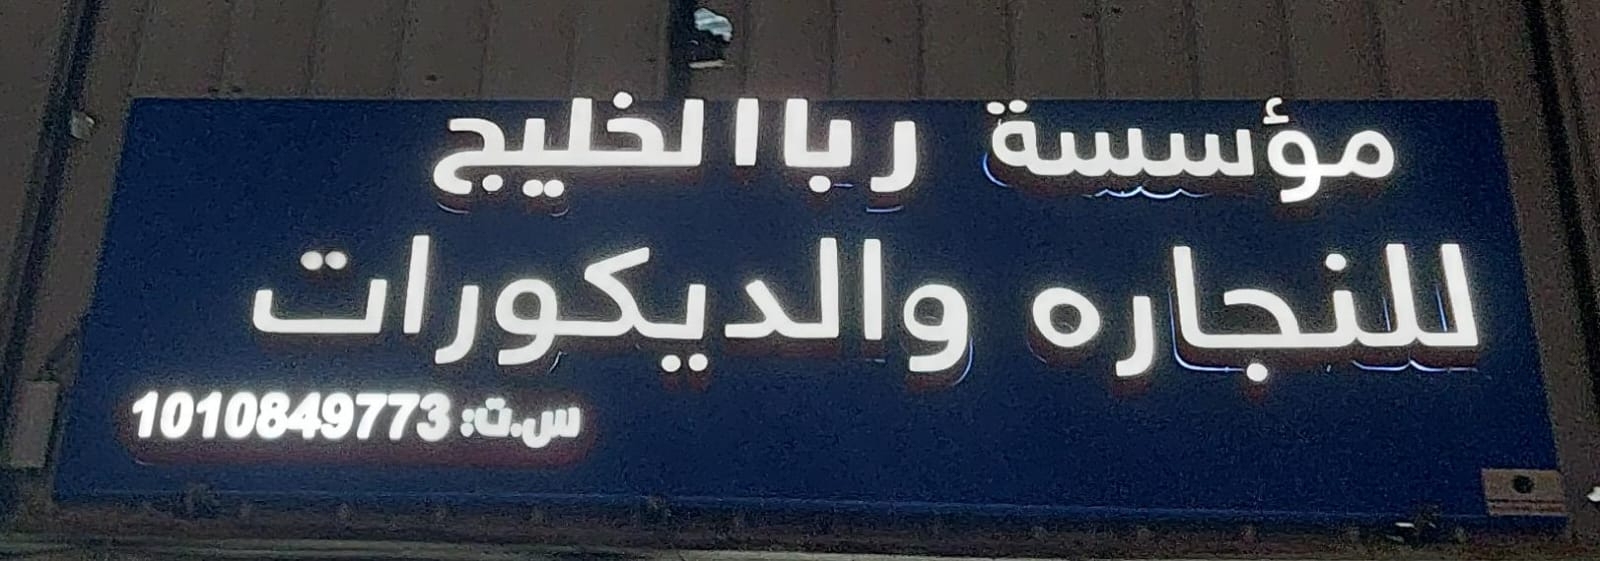 مؤسسة ربا الخليج
للنجاره والديكورات
س.ت: 1010849773